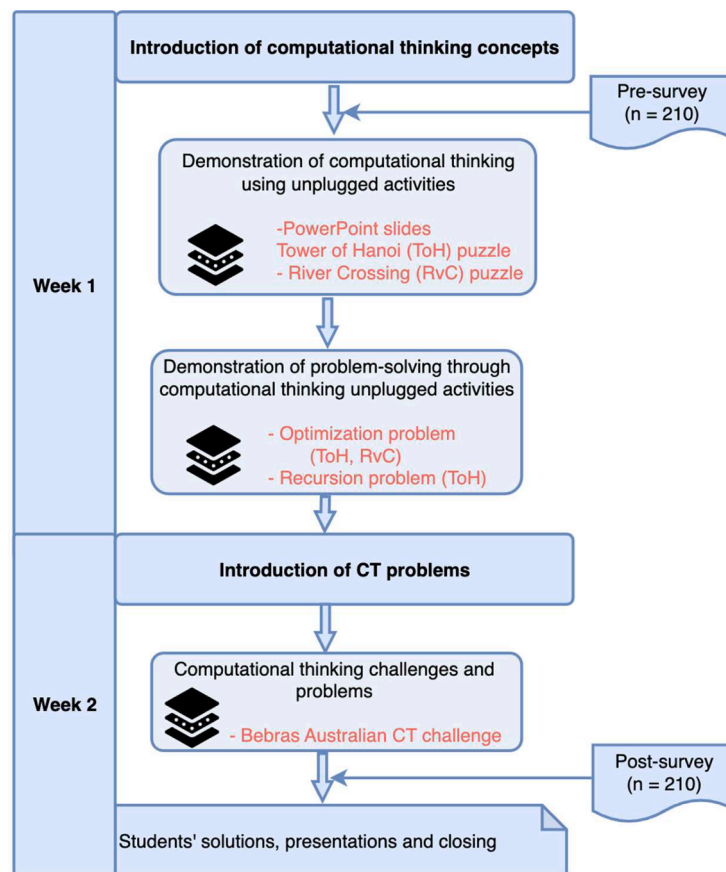 Introduction of computational thinking concepts
Pre-survey
(n = 210)
Demonstration of computational thinking
using unplugged activities
-PowerPoint slides
Tower of Hanoi (ToH) puzzle
- River Crossing (RvC) puzzle
Week 1
Demonstration of problem-solving through
computational thinking unplugged activities
- Optimization problem
(ToH, RvC)
- Recursion problem (ToH)
Introduction of CT problems
Computational thinking challenges and
problems
Week 2
- Bebras Australian CT challenge
Post-survey
(n = 210)
Students' solutions, presentations and closing